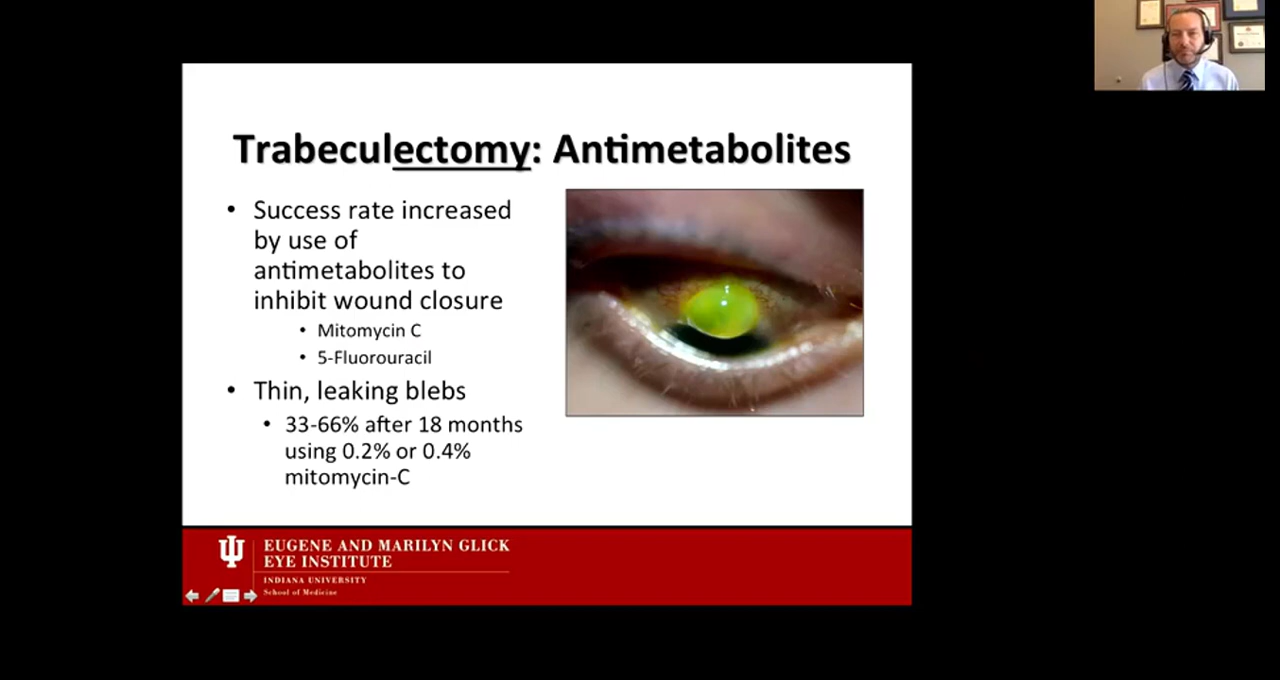 Trabeculectomy: Antimetabolites
• Success rate increased
by use of
antimetabolites to
inhibit wound closure
• Mitomycin C
• 5-Fluorouracil
• Thin, leaking blebs
• 33-66% after 18 months
using 0.2% or 0.4%
mitomycin-C
EUGENE AND MARILYN GLICK
EYE INSTITUTE
INDIANA UNIVERSITY
School of Medicine